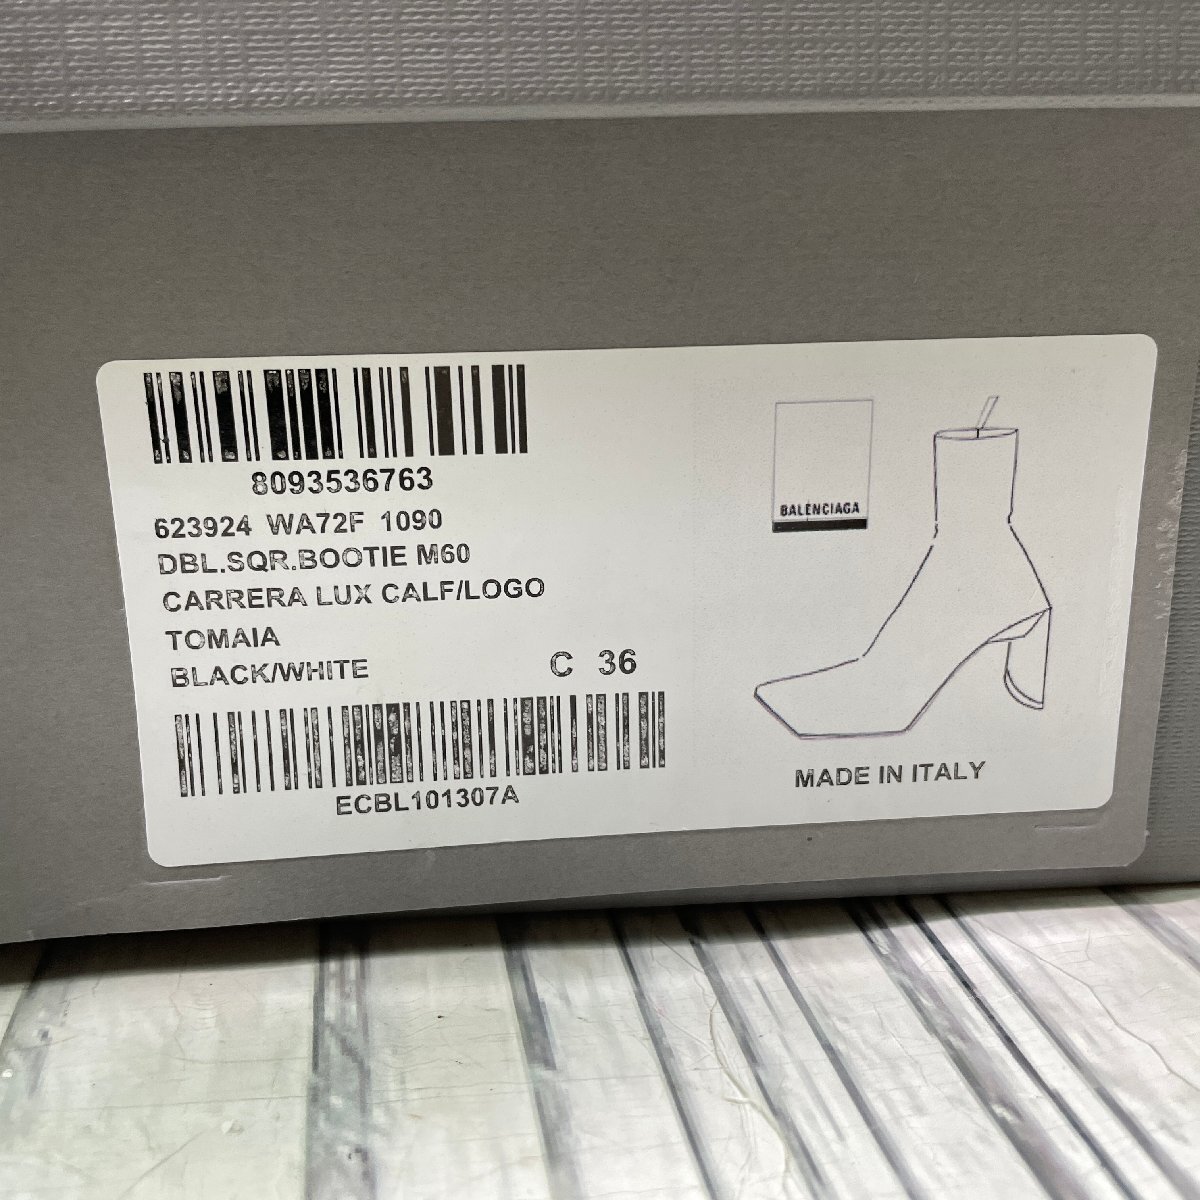 8093536763
623924 WA72F 1090
DBL.SQR.BOOTIE M60
CARRERA LUX CALF/LOGO
TOMAIA
BLACK/WHITE C 36
ECBL101307A
BALENCIAGA
MADE IN ITALY